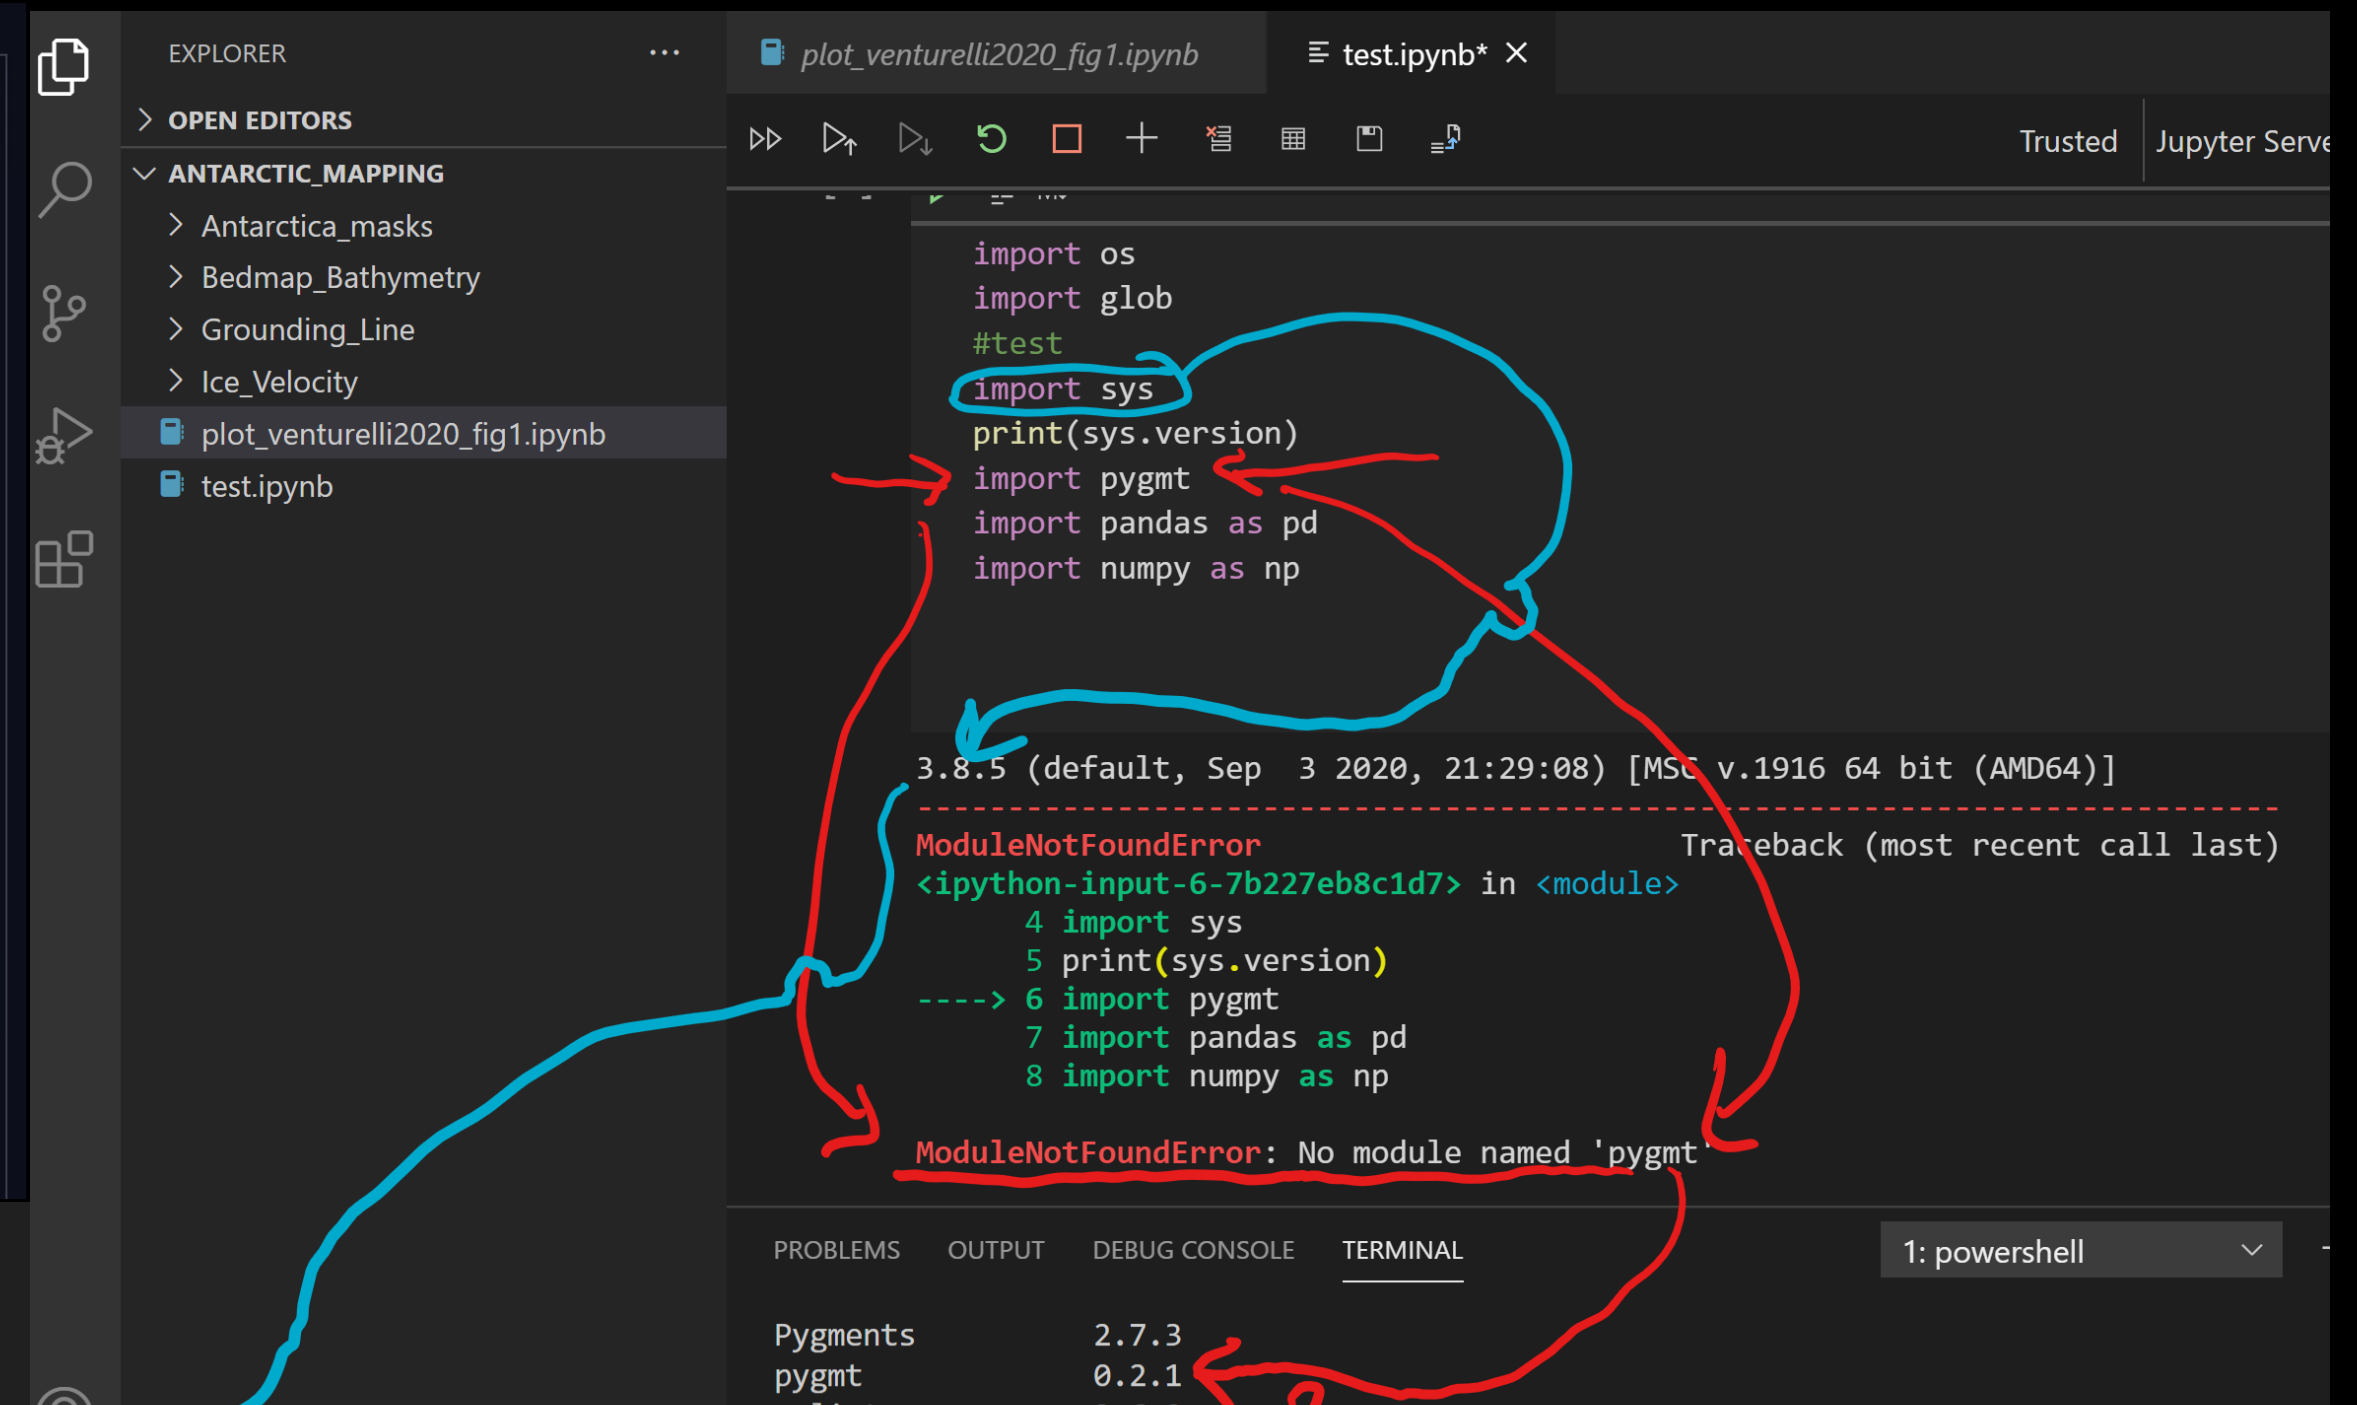 EXPLORER
OPEN EDITORS
ANTARCTIC_MAPPING
Antarctica_masks
Bedmap_Bathymetry
Grounding_Line
Ice_Velocity
plot_venturelli2020_fig1.ipynb
test.ipynb
plot_venturelli2020_fig1.ipynb
test.ipynb*
Trusted
Jupyter Serve
import os
import glob
#test
import sys
print(sys.version)
import pygmt
import pandas as pd
import numpy as np
3.8.5 (default, Sep  3 2020, 21:29:08) [MSC v.1916 64 bit (AMD64)]
---------------------------------------------------------------------------
ModuleNotFoundError                       Traceback (most recent call last)
<ipython-input-6-7b227eb8c1d7> in <module>
      4 import sys
      5 print(sys.version)
----> 6 import pygmt
      7 import pandas as pd
      8 import numpy as np
ModuleNotFoundError: No module named 'pygmt'
PROBLEMS OUTPUT DEBUG CONSOLE TERMINAL
1: powershell
Pygments 2.7.3
pygmt 0.2.1